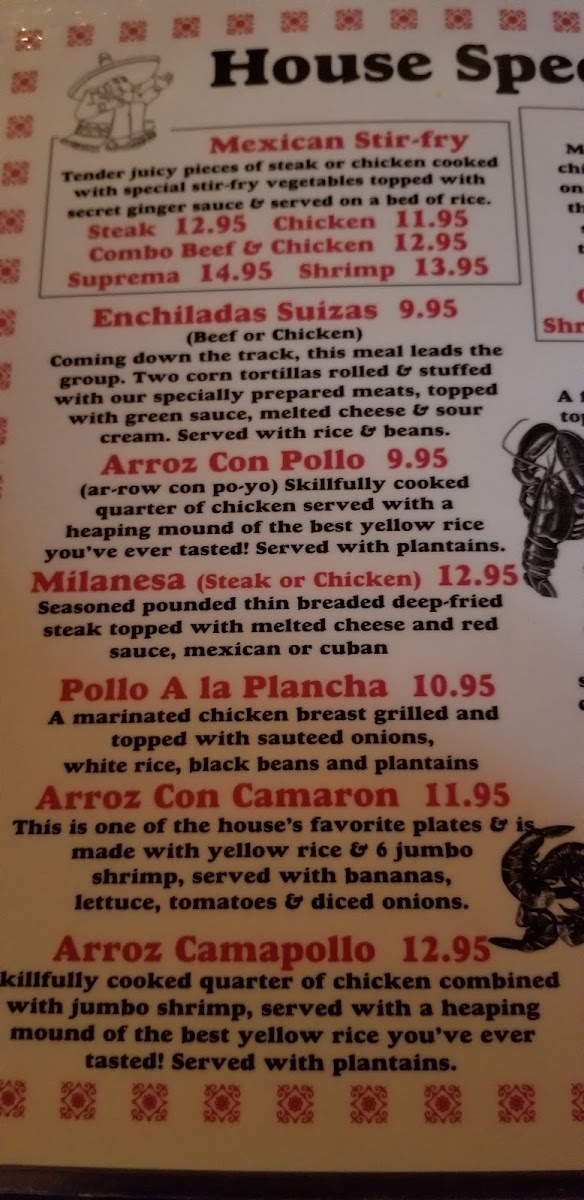 House Spe
Mexican Stir-fry
Tender juicy pieces of steak or chicken cooked
with special stir-fry vegetables topped with
secret ginger sauce & served on a bed of rice.
Steak 12.95 Chicken 11.95
Combo Beef & Chicken 12.95
Suprema 14.95 Shrimp 13.95
Enchiladas Suizas 9.95
(Beef or Chicken)
Coming down the track, this meal leads the
group. Two corn tortillas rolled & stuffed
with our specially prepared meats, topped
with green sauce, melted cheese & sour
cream. Served with rice & beans.
Arroz Con Pollo 9.95
(ar-row con po-yo) Skillfully cooked
quarter of chicken served with a
heaping mound of the best yellow rice
you've ever tasted! Served with plantains.
Milanesa (Steak or Chicken) 12.95
Seasoned pounded thin breaded deep-fried
steak topped with melted cheese and red
sauce, mexican or cuban
Pollo A la Plancha 10.95
A marinated chicken breast grilled and
topped with sauteed onions,
white rice, black beans and plantains
Arroz Con Camaron 11.95
This is one of the house's favorite plates & is
made with yellow rice & 6 jumbo
shrimp, served with bananas,
lettuce, tomatoes & diced onions.
Arroz Camapollo 12.95
killfully cooked quarter of chicken combined
with jumbo shrimp, served with a heaping
mound of the best yellow rice you've ever
tasted! Served with plantains.